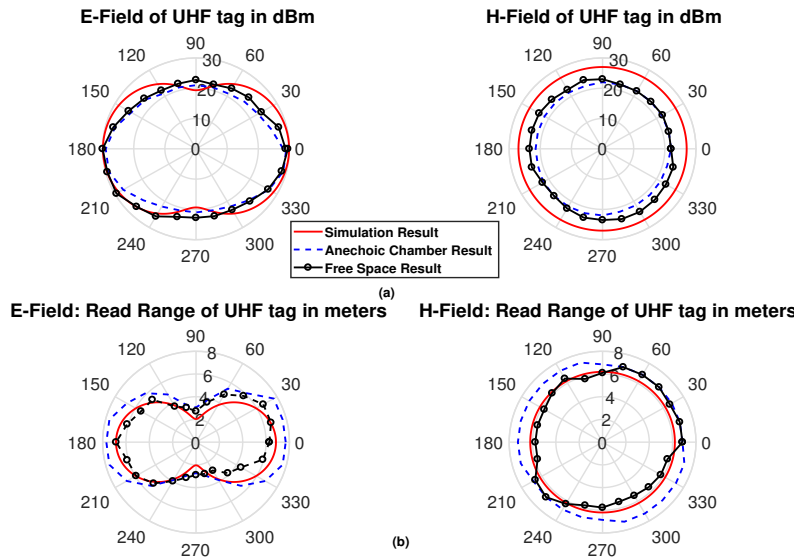 E-Field of UHF tag in dBm
H-Field of UHF tag in dBm
90
120 60
30
150 20 30
10
180 0 0
210 330
240 300
270
90
120 60
30
150 20 30
10
180 0 0
210 330
240 300
270
Simulation Result
Anechoic Chamber Result
Free Space Result
(a)
E-Field: Read Range of UHF tag in meters
H-Field: Read Range of UHF tag in meters
90
120 8 60
6
150 4 30
2
180 0 0
210 330
240 300
270
90
120 8 60
6
150 4 30
2
180 0 0
210 330
240 300
270
(b)